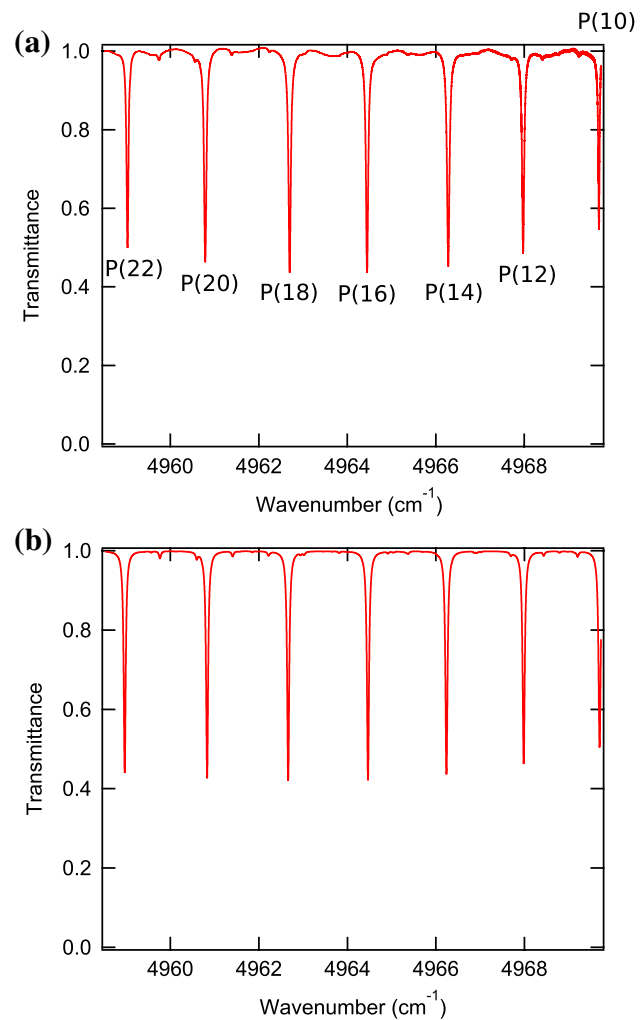 P(10)
(a)
1.0
0.8
0.6
0.4
0.2
0.0
Transmittance
P(22)
P(20)
P(18)
P(16)
P(14)
P(12)
4960 4962 4964 4966 4968
Wavenumber (cm⁻¹)
(b)
1.0
0.8
0.6
0.4
0.2
0.0
Transmittance
4960 4962 4964 4966 4968
Wavenumber (cm⁻¹)